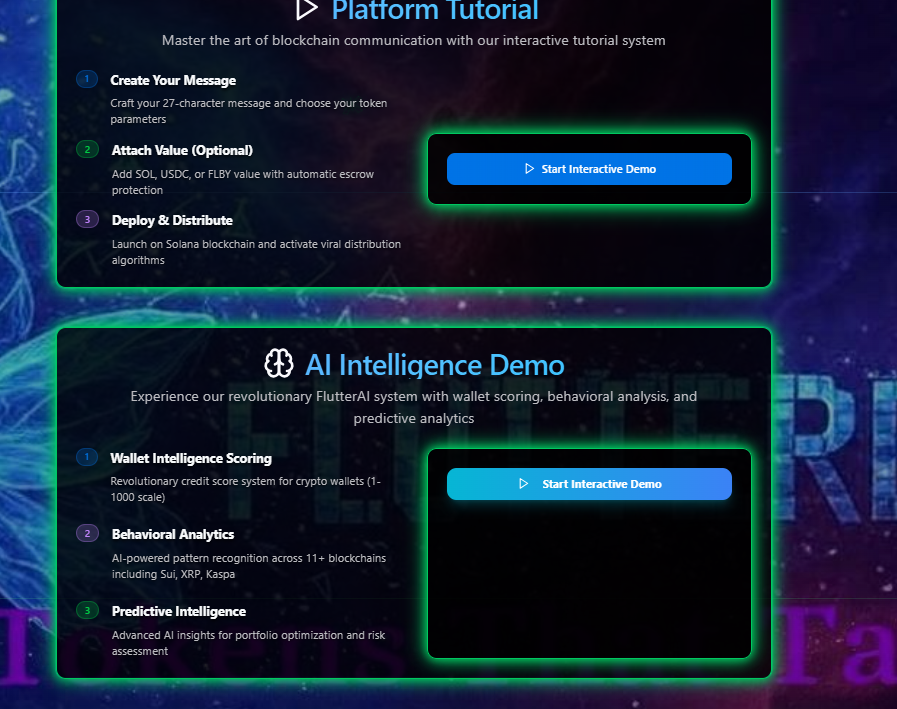 Platform Tutorial
Master the art of blockchain communication with our interactive tutorial system
1
Create Your Message
Craft your 27-character message and choose your token
parameters
2
Attach Value (Optional)
Add SOL, USDC, or FLBY value with automatic escrow
protection
3
Deploy & Distribute
Launch on Solana blockchain and activate viral distribution
algorithms
Start Interactive Demo
AI Intelligence Demo
Experience our revolutionary FlutterAI system with wallet scoring, behavioral analysis, and
predictive analytics
1
Wallet Intelligence Scoring
Revolutionary credit score system for crypto wallets (1-
1000 scale)
2
Behavioral Analytics
AI-powered pattern recognition across 11+ blockchains
including Sui, XRP, Kaspa
3
Predictive Intelligence
Advanced AI insights for portfolio optimization and risk
assessment
Start Interactive Demo
FLUTTER
Tokens That Ta